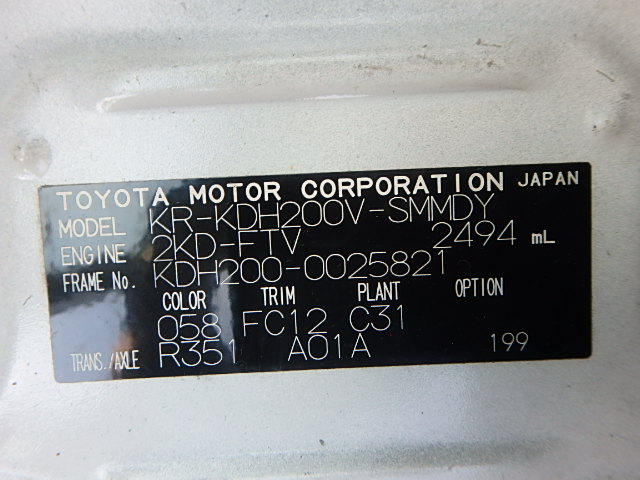 TOYOTA MOTOR CORPORATION JAPAN
MODEL KR-KDH200V-SMMDY
ENGINE 2KD-FTV 2494 mL
FRAME No. KDH200-0025821
COLOR TRIM PLANT OPTION
058 FC12 C31
TRANS./AXLE R351 A01A 199